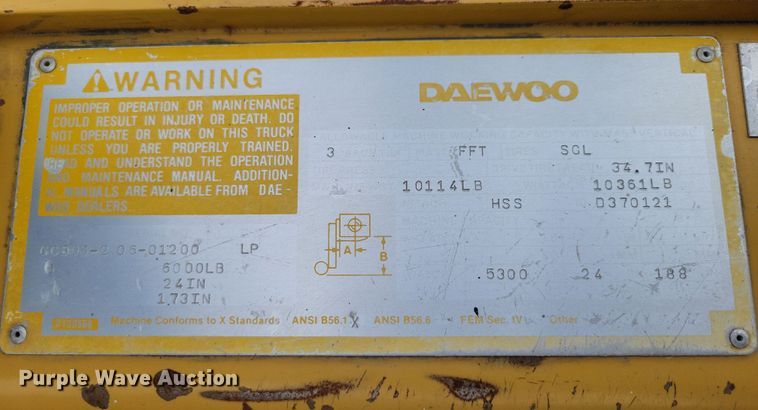 WARNING
IMPROPER OPERATION OR MAINTENANCE
COULD RESULT IN INJURY OR DEATH. DO
NOT OPERATE OR WORK ON THIS TRUCK
UNLESS YOU ARE PROPERLY TRAINED.
READ AND UNDERSTAND THE OPERATION
AND MAINTENANCE MANUAL. ADDITION-
AL MANUALS ARE AVAILABLE FROM DAE-
WOO DEALERS.
DAEWOO
3 FFT SGL
34.7IN
10114LB 10361LB
HSS D370121
LP
6000LB
24IN
173IN
A
B
5300 24 188
Machine Conforms to X Standards ANSI B56.1 X ANSI B56.6 FEM Sec. IV Other
Purple Wave Auction